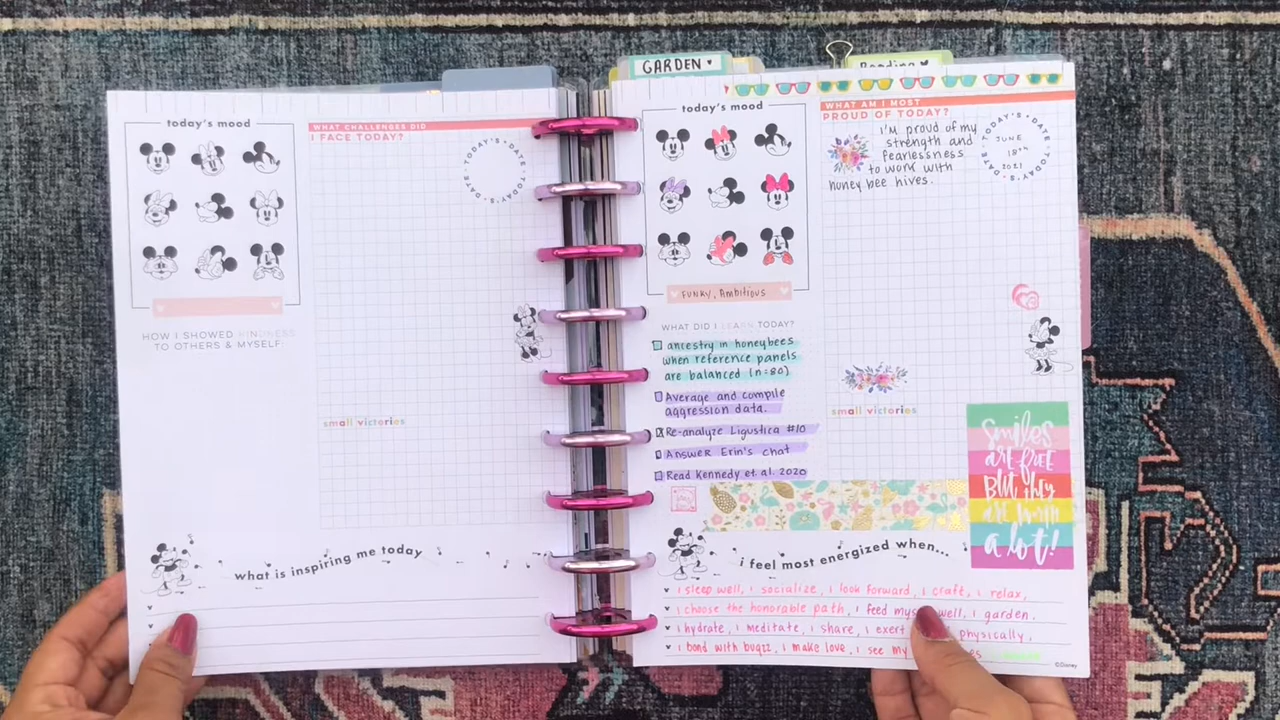 GARDEN
Reading
today's mood
WHAT CHALLENGES DID
I FACE TODAY?
TODAY'S · DATE · TODAY'S · DATE ·
HOW I SHOWED KINDNESS
TO OTHERS & MYSELF:
small victories
what is inspiring me today
today's mood
FUNKY, AMBITIOUS
WHAT DID I LEARN TODAY?
ancestry in honeybees
when reference panels
are balanced (n=80)
Average and compile
aggression data.
Re-analyze Ligustica #10
Answer Erin's chat
Read Kennedy et. al. 2020
WHAT AM I MOST
PROUD OF TODAY?
I'm proud of my
strength and
fearlessness
to work with
honey bee hives.
TODAY'S · DATE · TODAY'S · DATE ·
JUNE
18th
2021
small victories
smiles
are free
But they
are worth
a lot!
i feel most energized when...
i sleep well, i socialize, i look forward, i craft, i relax,
i choose the honorable path, i feed well, i garden.
i hydrate, i meditate, i share, i exert physically,
i bond with bugzz, i make love, i see my
©Disney